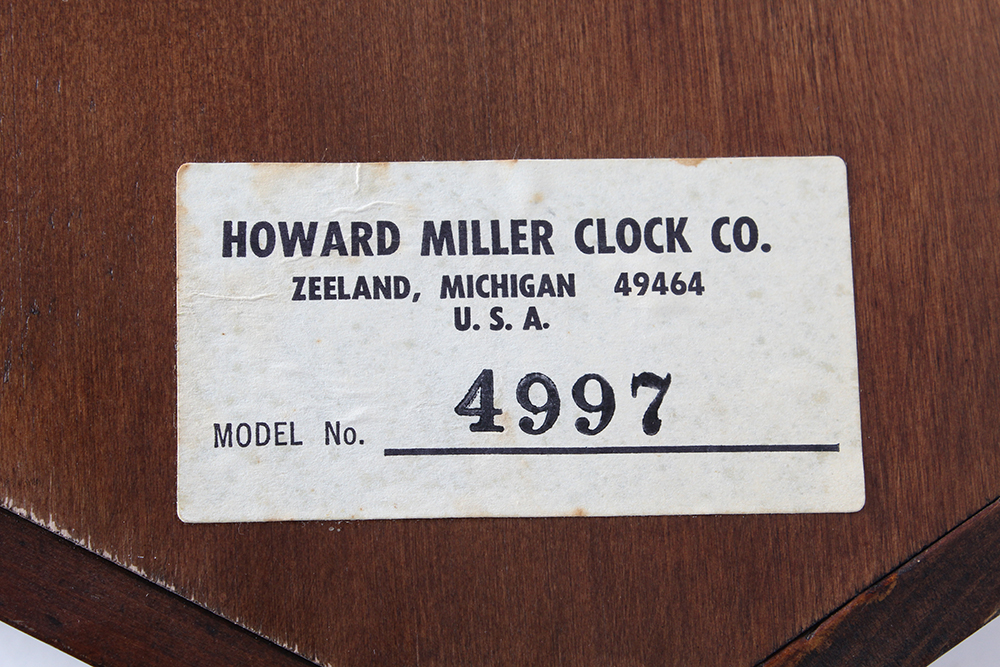 HOWARD MILLER CLOCK CO.
ZEELAND, MICHIGAN 49464
U. S. A.
MODEL No. 4997